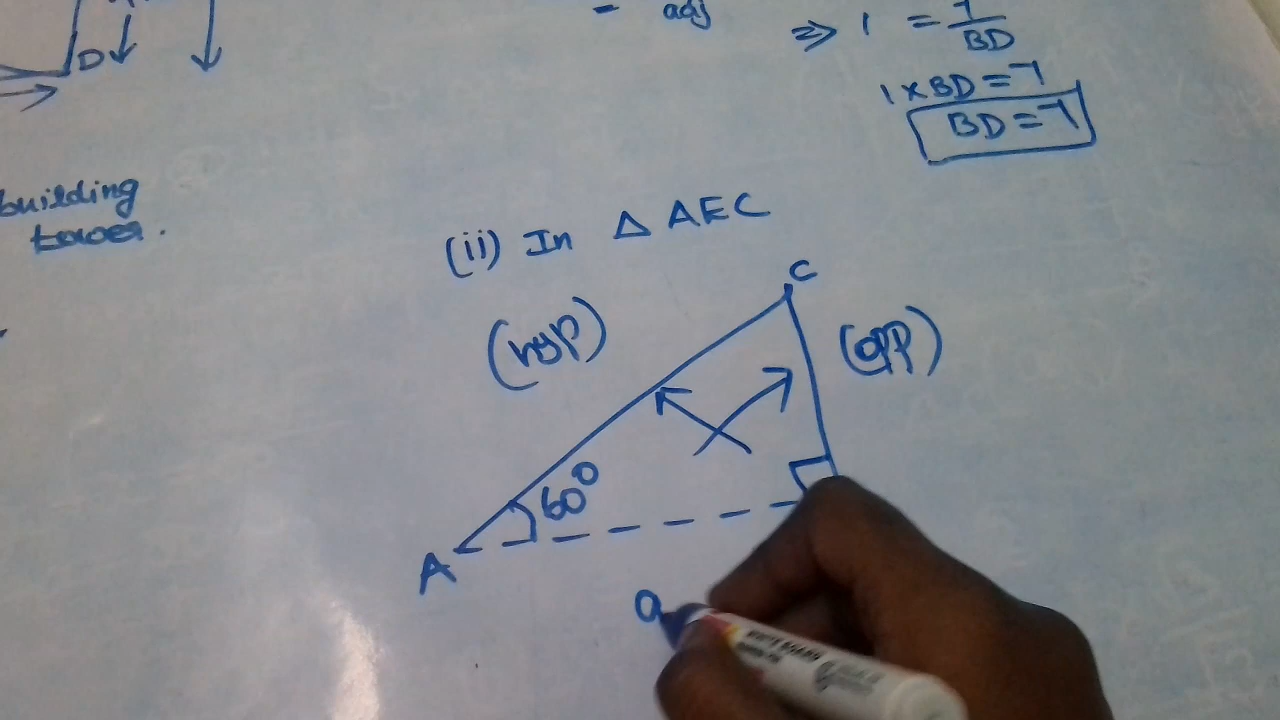 D
= adj
⇒ 1 = 7/BD
1 × BD = 7
BD = 7
building
tower.
(ii) In △ AEC
C
(hyp)
(opp)
60°
A
a